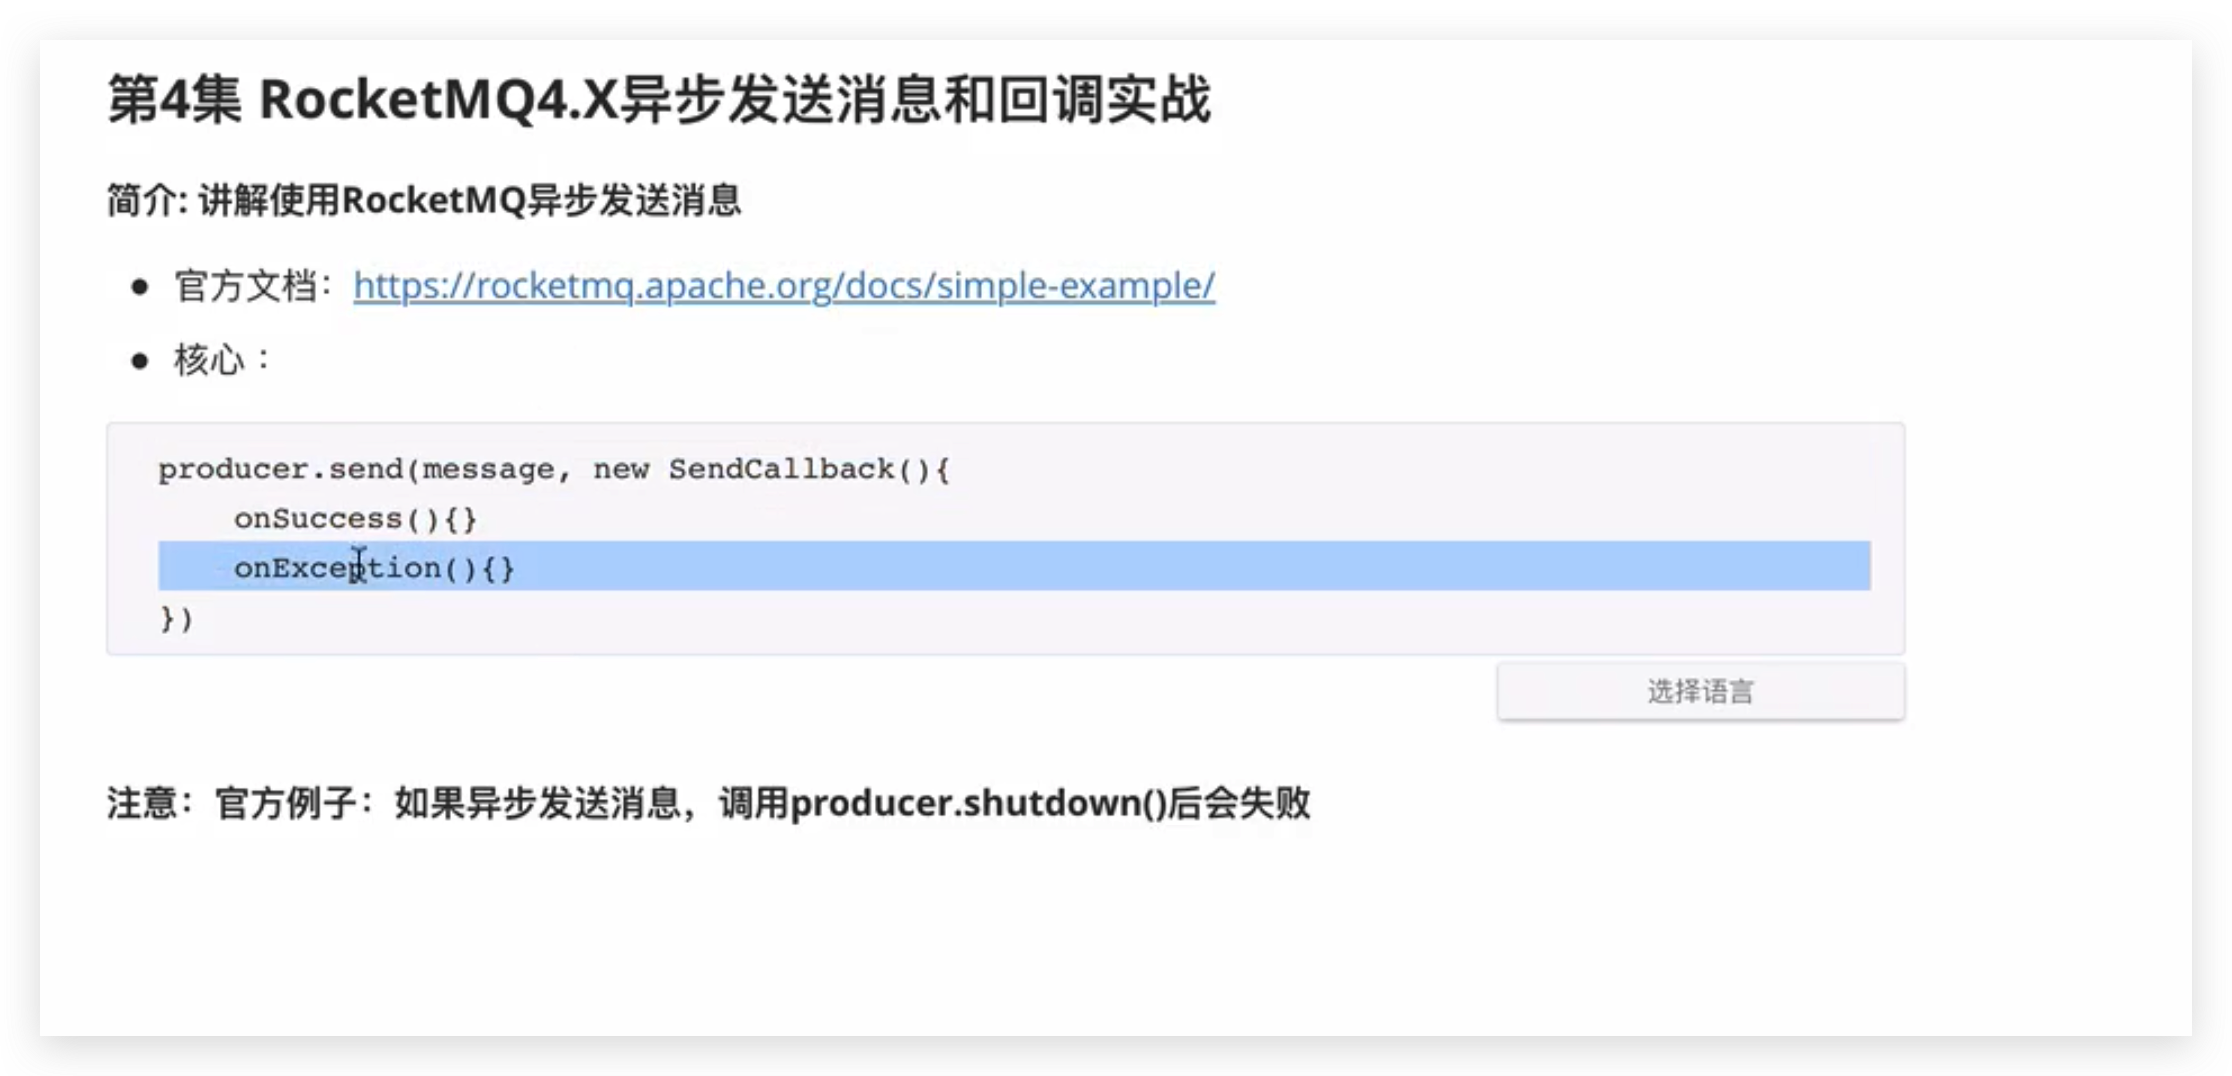 第4集 RocketMQ4.X异步发送消息和回调实战
简介: 讲解使用RocketMQ异步发送消息
● 官方文档：https://rocketmq.apache.org/docs/simple-example/
● 核心：
producer.send(message, new SendCallback(){
    onSuccess(){}
    onException(){}
})
选择语言
注意：官方例子：如果异步发送消息，调用producer.shutdown()后会失败